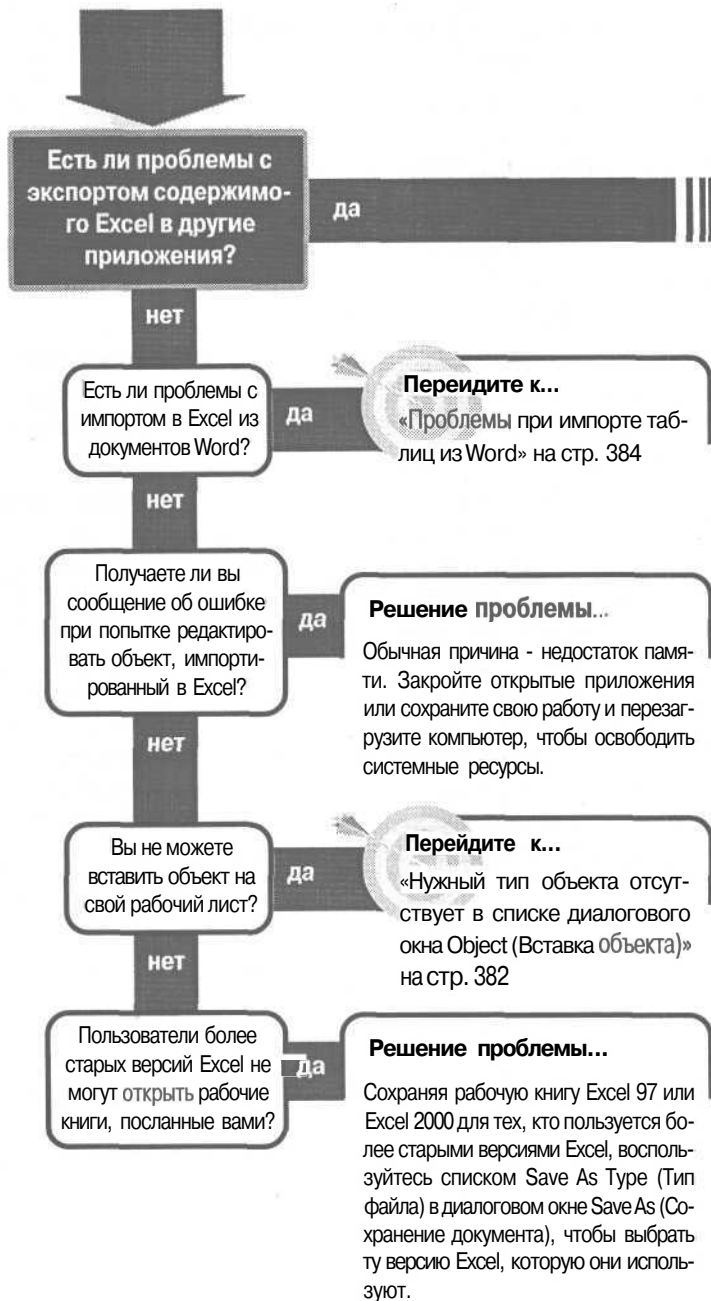 Есть ли проблемы с
экспортом содержимо-
го Excel в другие
приложения?
да
нет
Есть ли проблемы с
импортом в Excel из
документов Word?
да
Переидите к...
«Проблемы при импорте таб-
лиц из Word» на стр. 384
нет
Получаете ли вы
сообщение об ошибке
при попытке редактиро-
вать объект, импорти-
рованный в Excel?
да
Решение проблемы...
Обычная причина - недостаток памя-
ти. Закройте открытые приложения
или сохраните свою работу и перезаг-
рузите компьютер, чтобы освободить
системные ресурсы.
нет
Вы не можете
вставить объект на
свой рабочий лист?
да
Перейдите к...
«Нужный тип объекта отсут-
ствует в списке диалогового
окна Object (Вставка объекта)»
на стр. 382
нет
Пользователи более
старых версий Excel не
могут открыть рабочие
книги, посланные вами?
да
Решение проблемы...
Сохраняя рабочую книгу Excel 97 или
Excel 2000 для тех, кто пользуется бо-
лее старыми версиями Excel, восполь-
зуйтесь списком Save As Type (Тип
файла) в диалоговом окне Save As (Со-
хранение документа), чтобы выбрать
ту версию Excel, которую они исполь-
зуют.